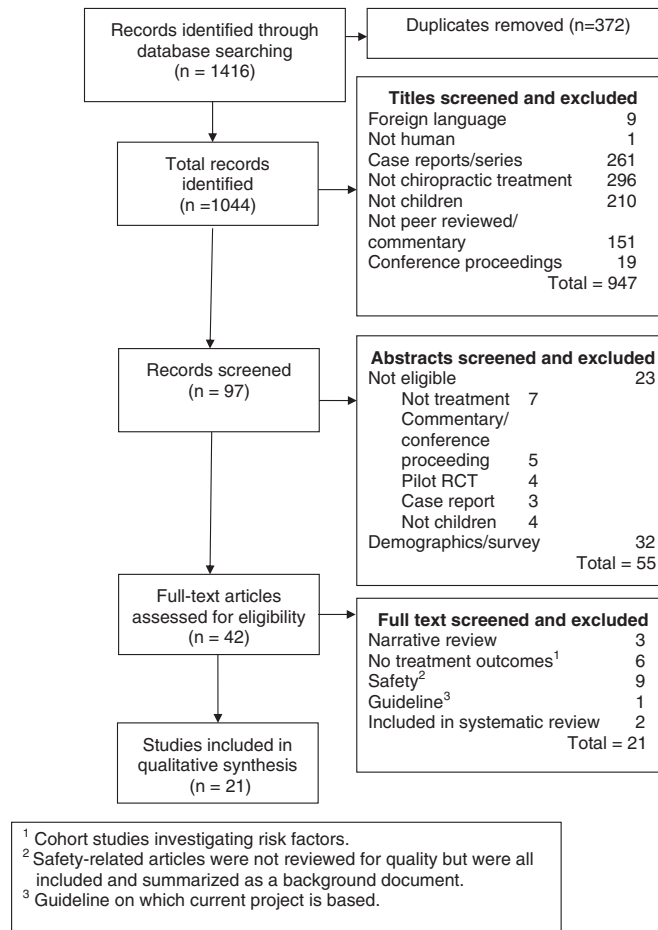 Records identified through
database searching
(n = 1416)
Duplicates removed (n=372)
Total records
identified
(n =1044)
Titles screened and excluded
Foreign language 9
Not human 1
Case reports/series 261
Not chiropractic treatment 296
Not children 210
Not peer reviewed/
commentary 151
Conference proceedings 19
Total = 947
Records screened
(n = 97)
Abstracts screened and excluded
Not eligible 23
Not treatment 7
Commentary/
conference
proceeding 5
Pilot RCT 4
Case report 3
Not children 4
Demographics/survey 32
Total = 55
Full-text articles
assessed for eligibility
(n = 42)
Full text screened and excluded
Narrative review 3
No treatment outcomes¹ 6
Safety² 9
Guideline³ 1
Included in systematic review 2
Total = 21
Studies included in
qualitative synthesis
(n = 21)
¹ Cohort studies investigating risk factors.
² Safety-related articles were not reviewed for quality but were all
included and summarized as a background document.
³ Guideline on which current project is based.